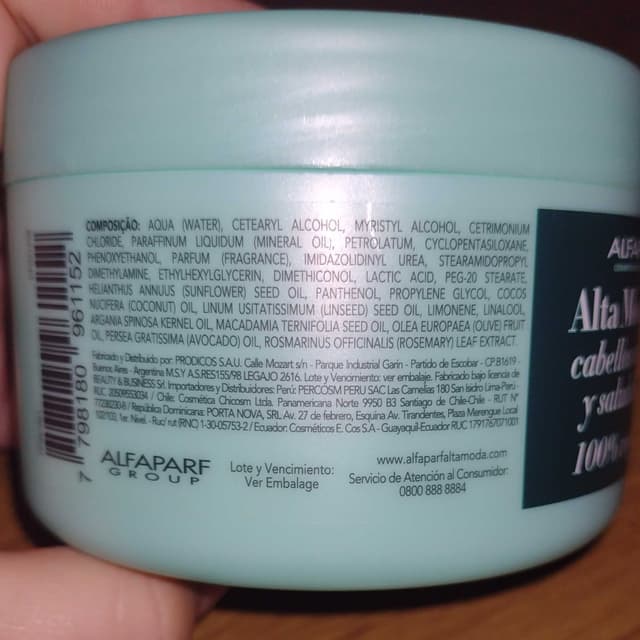 COMPOSIÇÃO: AQUA (WATER), CETEARYL ALCOHOL, MYRISTYL ALCOHOL, CETRIMONIUM
CHLORIDE, PARAFFINUM LIQUIDUM (MINERAL OIL), PETROLATUM, CYCLOPENTASILOXANE,
PHENOXYETHANOL, PARFUM (FRAGRANCE), IMIDAZOLIDINYL UREA, STEARAMIDOPROPYL
DIMETHYLAMINE, ETHYLHEXYLGLYCERIN, DIMETHICONOL, LACTIC ACID, PEG-20 STEARATE,
HELIANTHUS ANNUUS (SUNFLOWER) SEED OIL, PANTHENOL, PROPYLENE GLYCOL, COCOS
NUCIFERA (COCONUT) OIL, LINUM USITATISSIMUM (LINSEED) SEED OIL, LIMONENE, LINALOOL,
ARGANIA SPINOSA KERNEL OIL, MACADAMIA TERNIFOLIA SEED OIL, OLEA EUROPAEA (OLIVE) FRUIT
OIL, PERSEA GRATISSIMA (AVOCADO) OIL, ROSMARINUS OFFICINALIS (ROSEMARY) LEAF EXTRACT.
Fabricado y Distribuido por: PRODICOS S.A.U. Calle Mozart s/n - Parque Industrial Garin - Partido de Escobar - CP B1619 -
Buenos Aires - Argentina M.S.Y A.S.RES155/98 LEGAJO 2616. Lote y Venvimiento: ver embalaje. Fabricado bajo licencia de
BEAUTY & BUSINESS Srl. Importadores y Distribuidores: Perú: PERCOSM PERU SAC Las Camelias 180 San Isidro Lima-Peru -
RUC: 20509553034 / Chile: Cosmética Chicosm Ltda. Panamericana Norte 9950 B3 Santiago de Chile-Chile - RUT N°
77208230-8 / República Dominicana: PORTA NOVA, SRL Av. 27 de febrero, Esquina Av. Tirandentes, Plaza Merengue Local
102/103, 1er. Nivel. - Ruc/ rut (RNC) 1-30-05753-2 / Ecuador: Cosméticos E. Cos S.A - Guayaquil-Ecuador RUC 1791767071001
7 798180 961152
ALFAPARF
GROUP
Lote y Vencimiento:
Ver Embalage
www.alfaparfaltamoda.com
Servicio de Atención al Consumidor:
0800 888 8884
Alta
y
100%